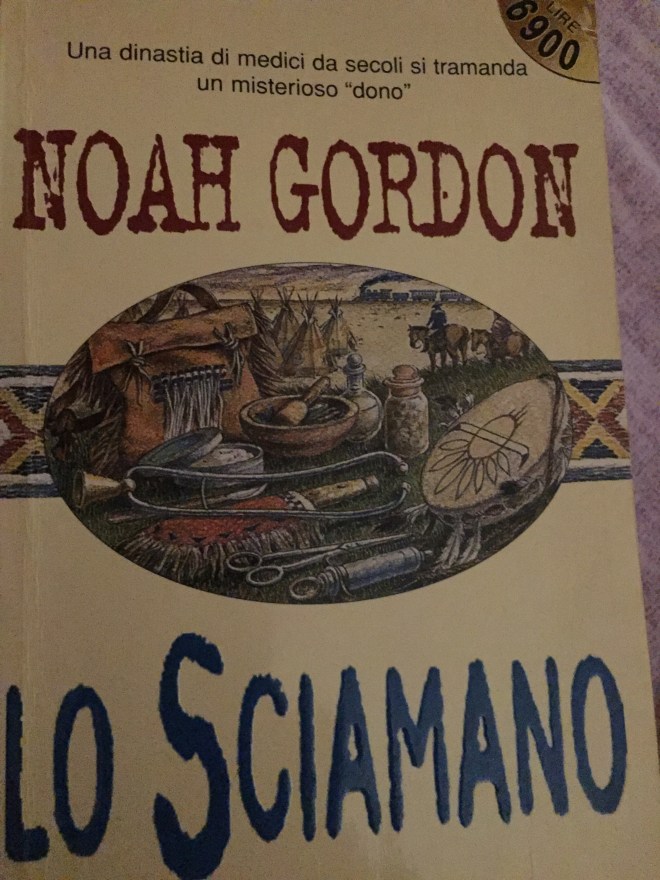 LIRE
6900
Una dinastia di medici da secoli si tramanda
un misterioso "dono"
NOAH GORDON
LO SCIAMANO